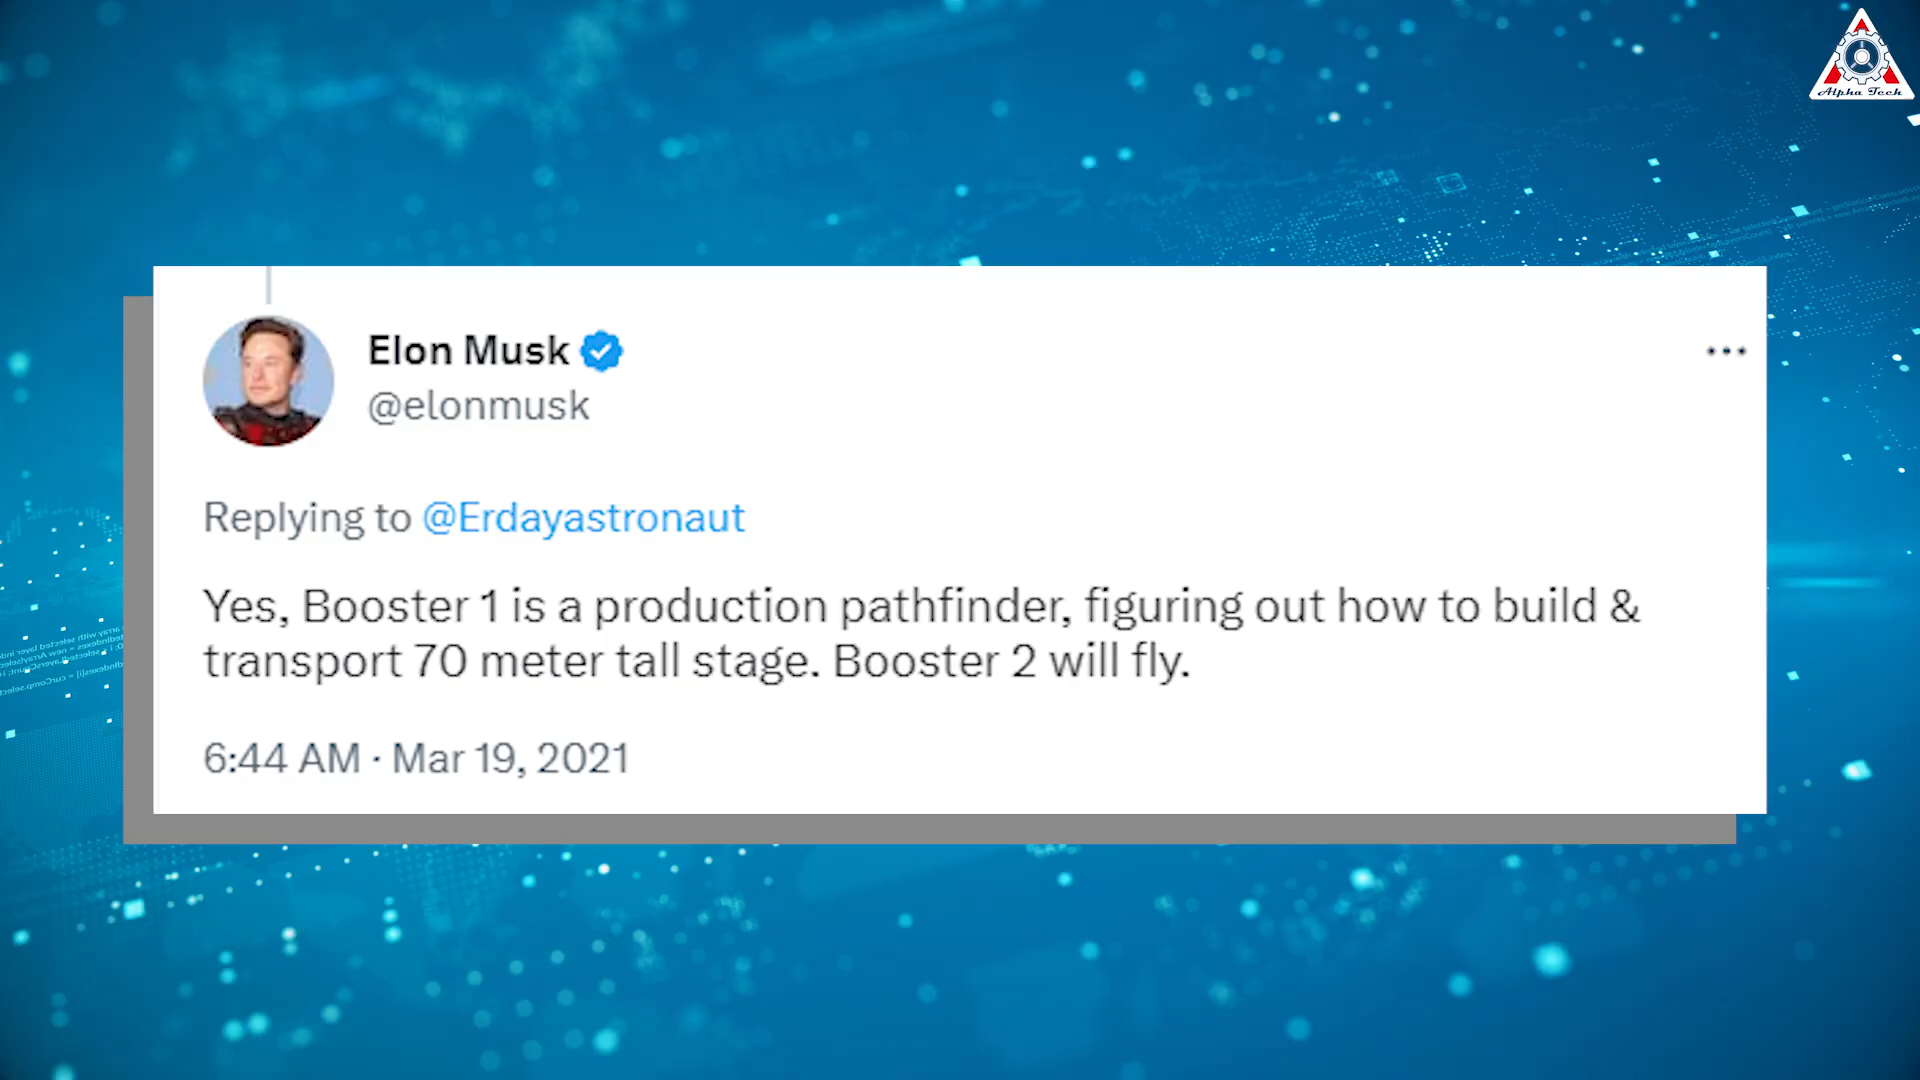 Alpha Tech
Elon Musk
@elonmusk
Replying to @Erdayastronaut
Yes, Booster 1 is a production pathfinder, figuring out how to build &
transport 70 meter tall stage. Booster 2 will fly.
6:44 AM · Mar 19, 2021